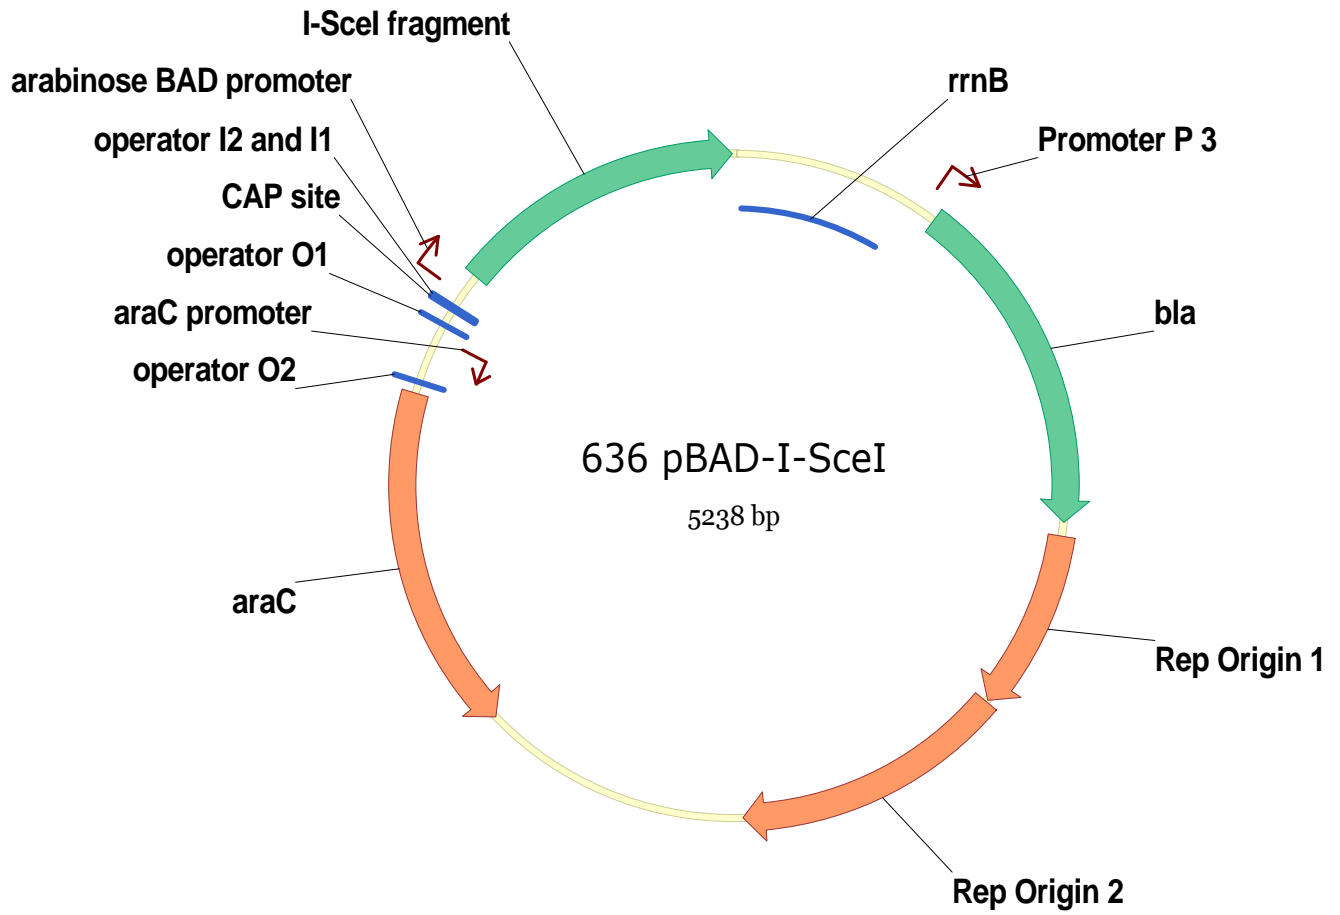 I-SceI fragment
arabinose BAD promoter
rrnB
operator I2 and I1
Promoter P 3
CAP site
operator O1
araC promoter
bla
operator O2
636 pBAD-I-SceI
5238 bp
araC
Rep Origin 1
Rep Origin 2